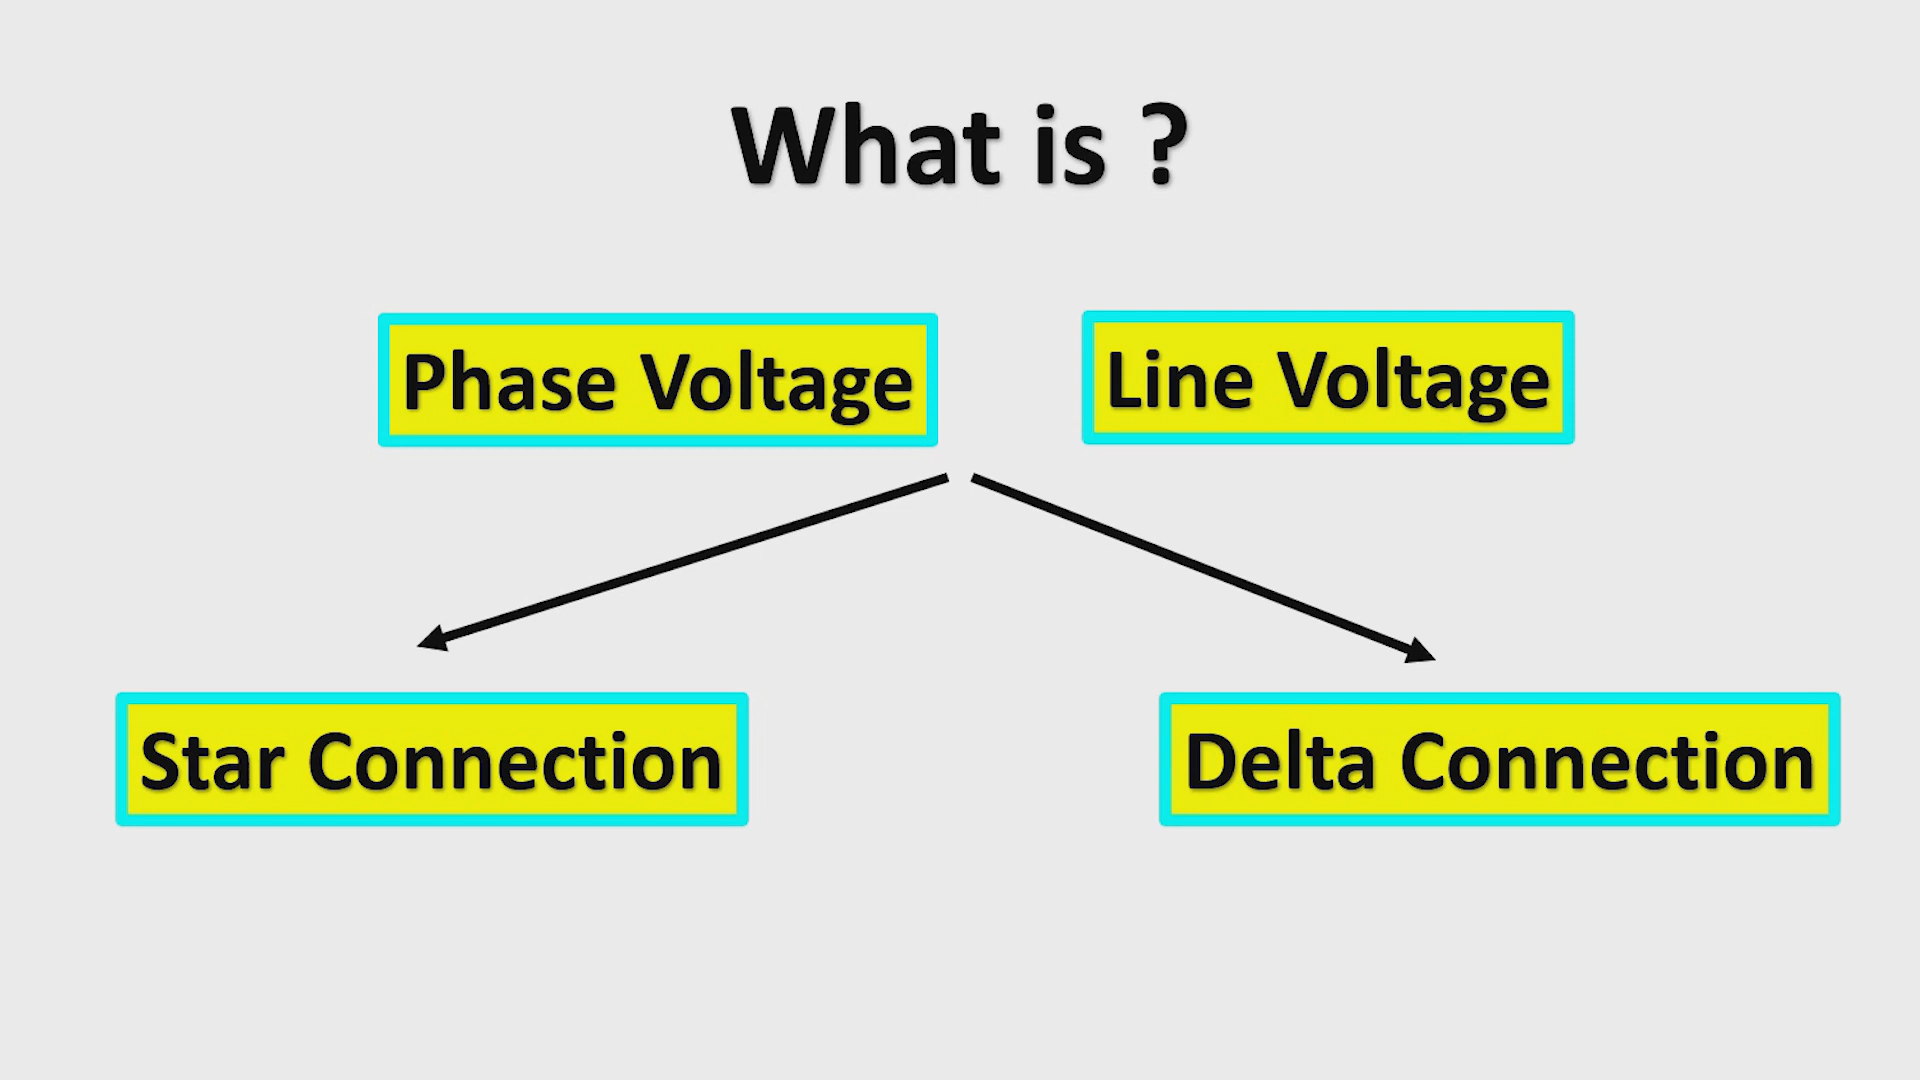 What is ?
Phase Voltage
Line Voltage
Star Connection
Delta Connection